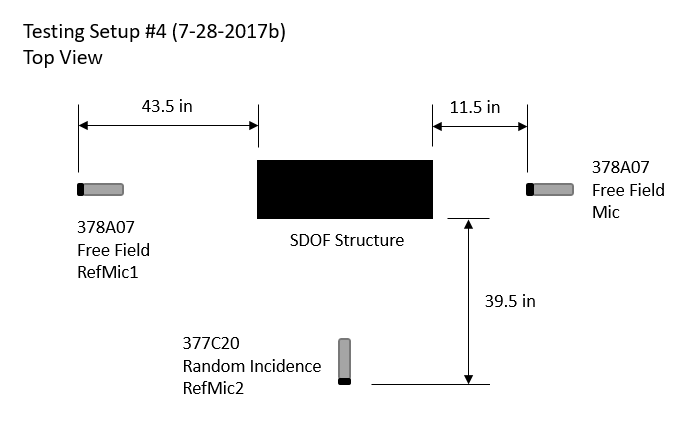 Testing Setup #4 (7-28-2017b)
Top View
43.5 in
11.5 in
378A07
Free Field
Mic
378A07
Free Field
RefMic1
SDOF Structure
39.5 in
377C20
Random Incidence
RefMic2